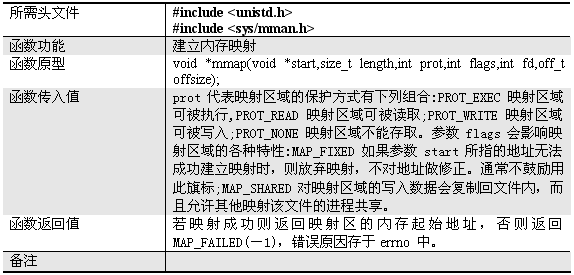 所需头文件
#include <unistd.h>
#include <sys/mman.h>
函数功能
建立内存映射
函数原型
void *mmap(void *start,size_t length,int prot,int flags,int fd,off_t
offsize);
函数传入值
prot 代表映射区域的保护方式有下列组合:PROT_EXEC 映射区域
可被执行,PROT_READ 映射区域可被读取;PROT_WRITE 映射区域
可被写入;PROT_NONE 映射区域不能存取。参数 flags 会影响映
射区域的各种特性:MAP_FIXED 如果参数 start 所指的地址无法
成功建立映射时，则放弃映射，不对地址做修正。通常不鼓励用
此旗标;MAP_SHARED 对映射区域的写入数据会复制回文件内，而
且允许其他映射该文件的进程共享。
函数返回值
若映射成功则返回映射区的内存起始地址，否则返回
MAP_FAILED(－1)，错误原因存于 errno 中。
备注